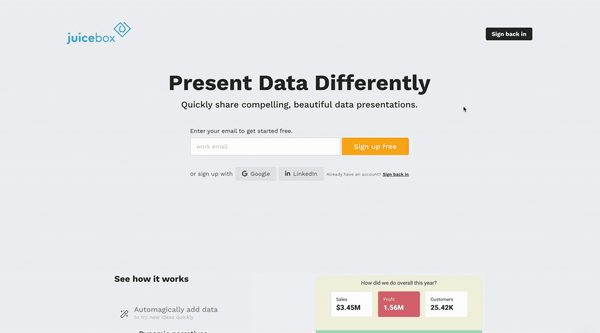 juicebox
Sign back in
Present Data Differently
Quickly share compelling, beautiful data presentations.
Enter your email to get started free.
work email
Sign up free
or sign up with
Google
LinkedIn
Already have an account? Sign back in
See how it works
Automagically add data
to try new ideas quickly
Dynamic narratives
How did we do overall this year?
Sales
$3.45M
Profit
1.56M
Customers
25.42K